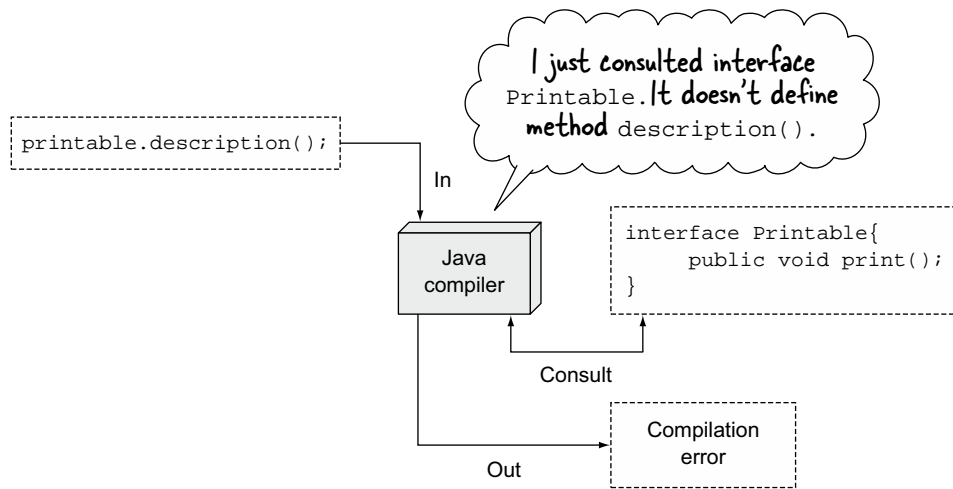 I just consulted interface
Printable. It doesn't define
method description().
printable.description();
In
Java
compiler
interface Printable{
public void print();
}
Consult
Compilation
error
Out